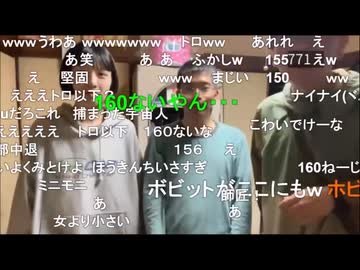 wwwうわあ wwwwwww トロww あれれ え
あ笑 あ あ ふかしw 155771えw
え 堅固 www まじい 150 ww
えええトロ以下? ナイナイ(ヾ
160ないやん・・・
uだろこれ 捕まった宇宙人 こわいでけーな
えええええ トロ以下 160ないな
部中退 156 え
いよくみとけよ ほうきんちいさすぎ 160ねーじ
ミニモニ ボビットがここにもw ホビ
師匠!
あ あ
女より小さい